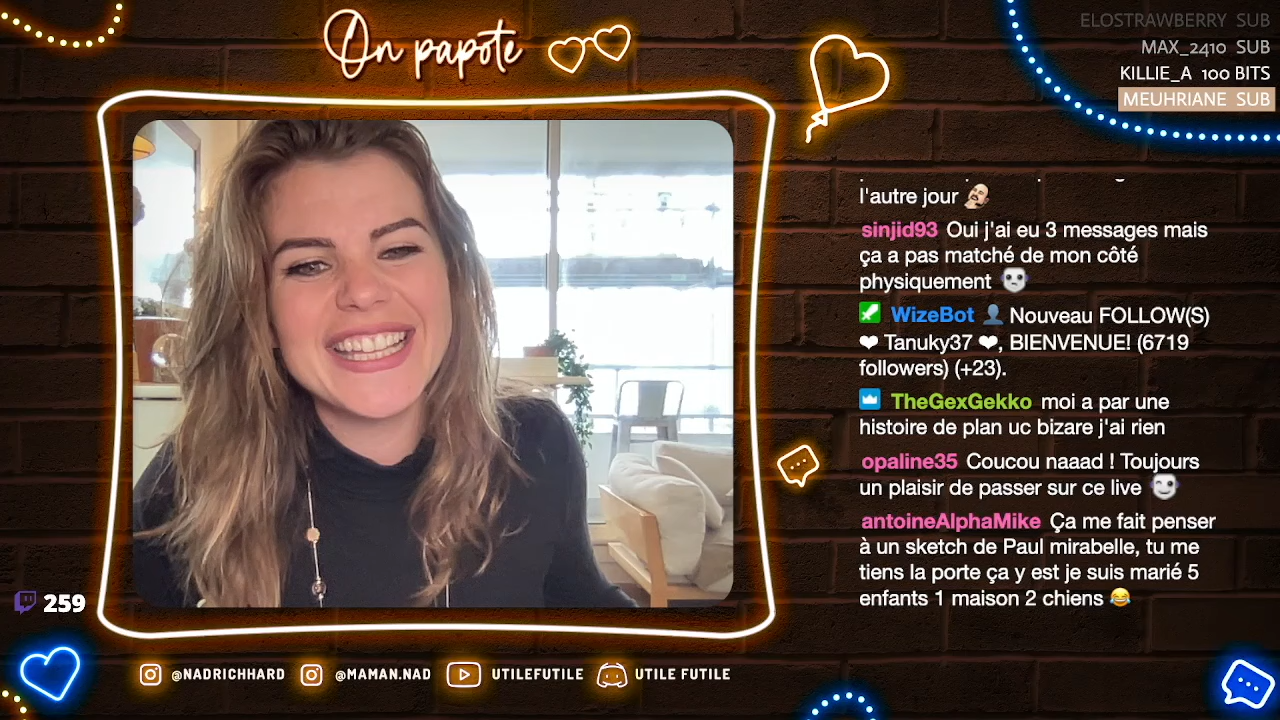 On papote
ELOSTRAWBERRY SUB
MAX_2410 SUB
KILLIE_A 100 BITS
MEUHRIANE SUB
l'autre jour
sinjid93 Oui j'ai eu 3 messages mais
ça a pas matché de mon côté
physiquement
WizeBot 👤 Nouveau FOLLOW(S)
❤ Tanuky37 ❤, BIENVENUE! (6719
followers) (+23).
TheGexGekko moi a par une
histoire de plan uc bizare j'ai rien
opaline35 Coucou naaad ! Toujours
un plaisir de passer sur ce live
antoineAlphaMike Ça me fait penser
à un sketch de Paul mirabelle, tu me
tiens la porte ça y est je suis marié 5
enfants 1 maison 2 chiens 😂
259
@NADRICHHARD @MAMAN.NAD UTILEFUTILE UTILE FUTILE